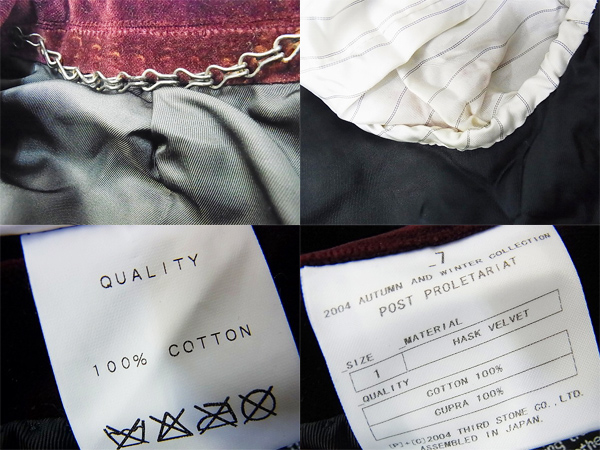 QUALITY
100% COTTON
-7
2004 AUTUMN AND WINTER COLLECTION
POST PROLETARIAT
MATERIAL
SIZE
1 HASK VELVET
QUALITY
COTTON 100%
CUPRA 100%
(P)+(C)2004 THIRD STONE CO.,LTD.
ASSEMBLED IN JAPAN.